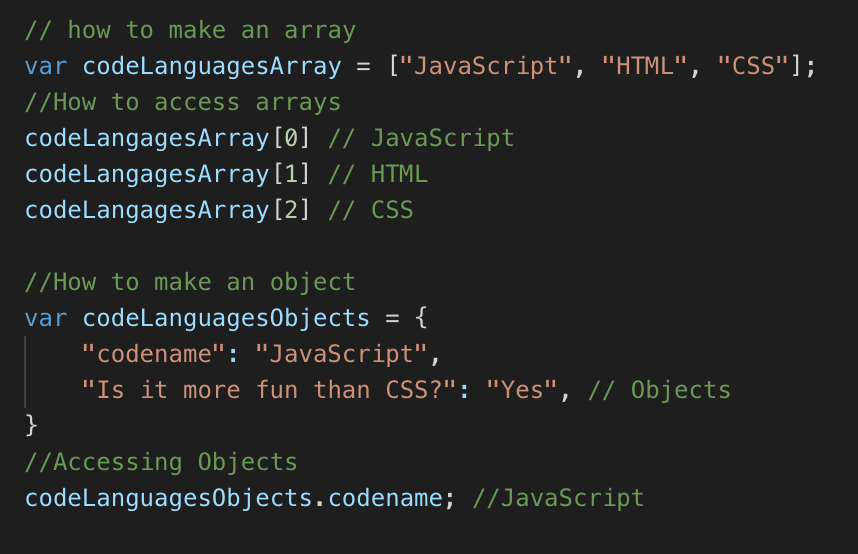 // how to make an array
var codeLanguagesArray = ["JavaScript", "HTML", "CSS"];
//How to access arrays
codeLangagesArray[0] // JavaScript
codeLangagesArray[1] // HTML
codeLangagesArray[2] // CSS

//How to make an object
var codeLanguagesObjects = {
    "codename": "JavaScript",
    "Is it more fun than CSS?": "Yes", // Objects
}
//Accessing Objects
codeLanguagesObjects.codename; //JavaScript